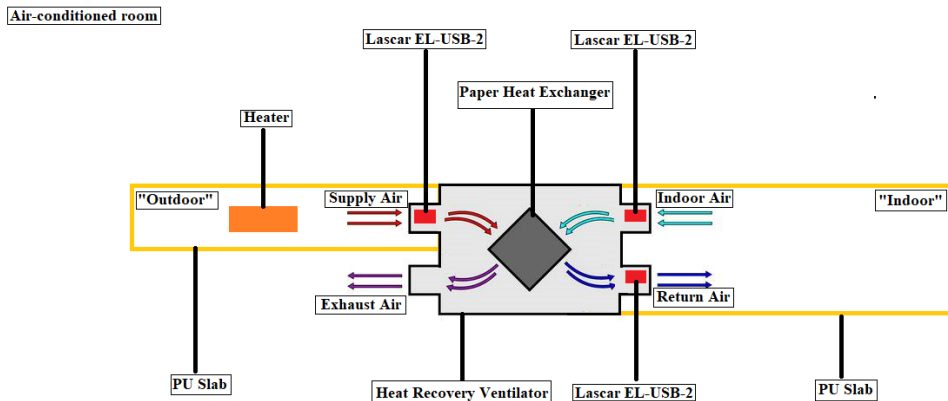 Air-conditioned room
Lascar EL-USB-2
Lascar EL-USB-2
Paper Heat Exchanger
Heater
"Outdoor"
Supply Air
Indoor Air
"Indoor"
Exhaust Air
Return Air
PU Slab
Heat Recovery Ventilator
Lascar EL-USB-2
PU Slab